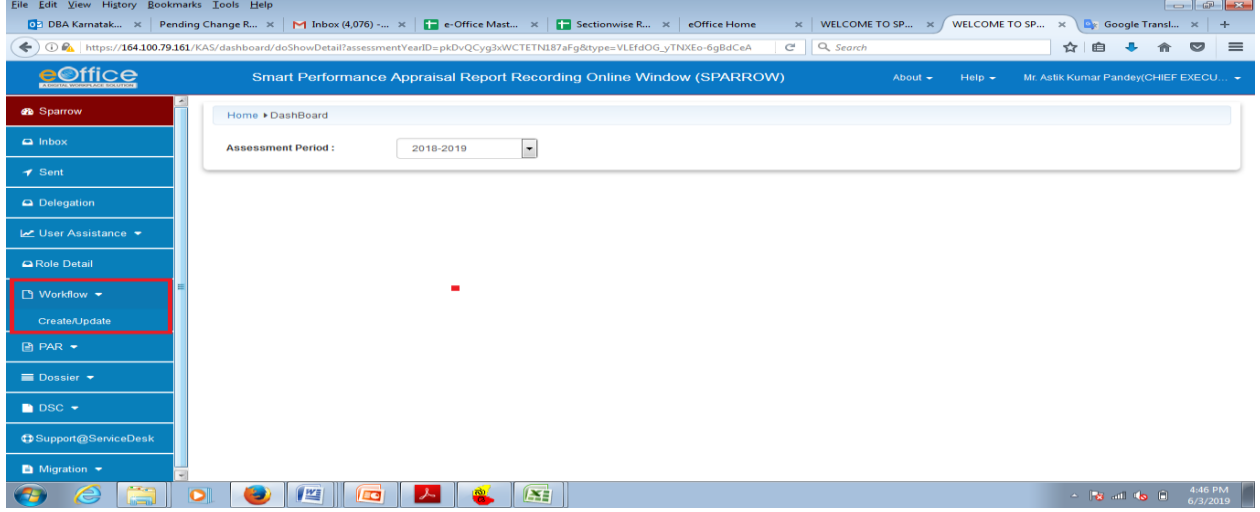 File Edit View History Bookmarks Tools Help
DBA Karnatak... × Pending Change R... × Inbox (4,076) -... × e-Office Mast... × Sectionwise R... × eOffice Home × WELCOME TO SP... × WELCOME TO SP... × Google Transl... × +
https://164.100.79.161/KAS/dashboard/doShowDetail?assessmentYearID=pkDvQCyg3xWCTETN187aFg&type=VLEfdOG_yTNXEo-6gBdCeA Search
eOffice
A DIGITAL WORKPLACE SOLUTION
Smart Performance Appraisal Report Recording Online Window (SPARROW) About Help Mr. Astik Kumar Pandey(CHIEF EXECU...
Sparrow
Home DashBoard
Inbox
Assessment Period : 2018-2019
Sent
Delegation
User Assistance
Role Detail
Workflow
Create/Update
PAR
Dossier
DSC
Support@ServiceDesk
Migration
4:46 PM
6/3/2019